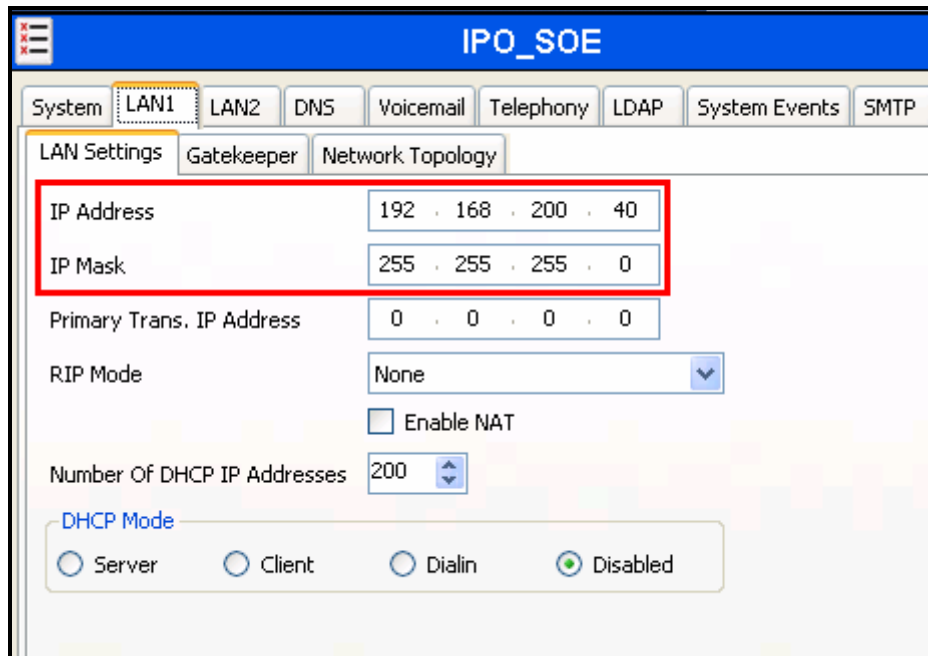 IPO_SOE
System LAN1 LAN2 DNS Voicemail Telephony LDAP System Events SMTP
LAN Settings Gatekeeper Network Topology
IP Address 192 . 168 . 200 . 40
IP Mask 255 . 255 . 255 . 0
Primary Trans. IP Address 0 . 0 . 0 . 0
RIP Mode None
Enable NAT
Number Of DHCP IP Addresses 200
DHCP Mode
Server Client Dialin Disabled